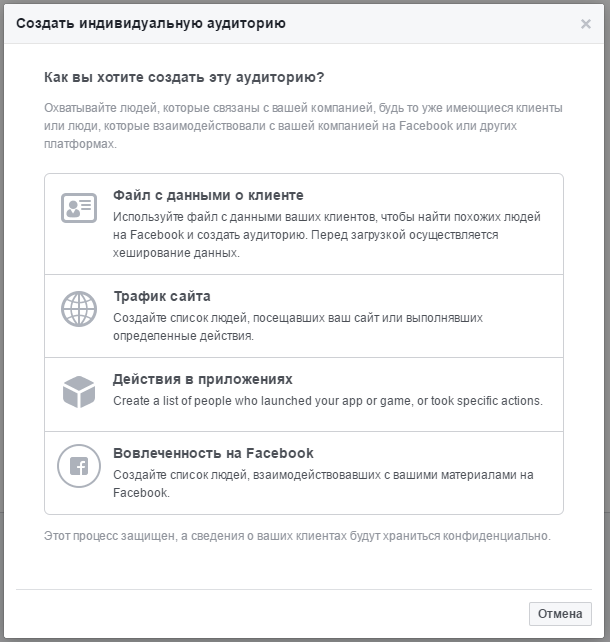 Создать индивидуальную аудиторию
Как вы хотите создать эту аудиторию?
Охватывайте людей, которые связаны с вашей компанией, будь то уже имеющиеся клиенты
или люди, которые взаимодействовали с вашей компанией на Facebook или других
платформах.
Файл с данными о клиенте
Используйте файл с данными ваших клиентов, чтобы найти похожих людей
на Facebook и создать аудиторию. Перед загрузкой осуществляется
хеширование данных.
Трафик сайта
Создайте список людей, посещавших ваш сайт или выполнявших
определенные действия.
Действия в приложениях
Create a list of people who launched your app or game, or took specific actions.
Вовлеченность на Facebook
Создайте список людей, взаимодействовавших с вашими материалами на
Facebook.
Этот процесс защищен, а сведения о ваших клиентах будут храниться конфиденциально.
Отмена